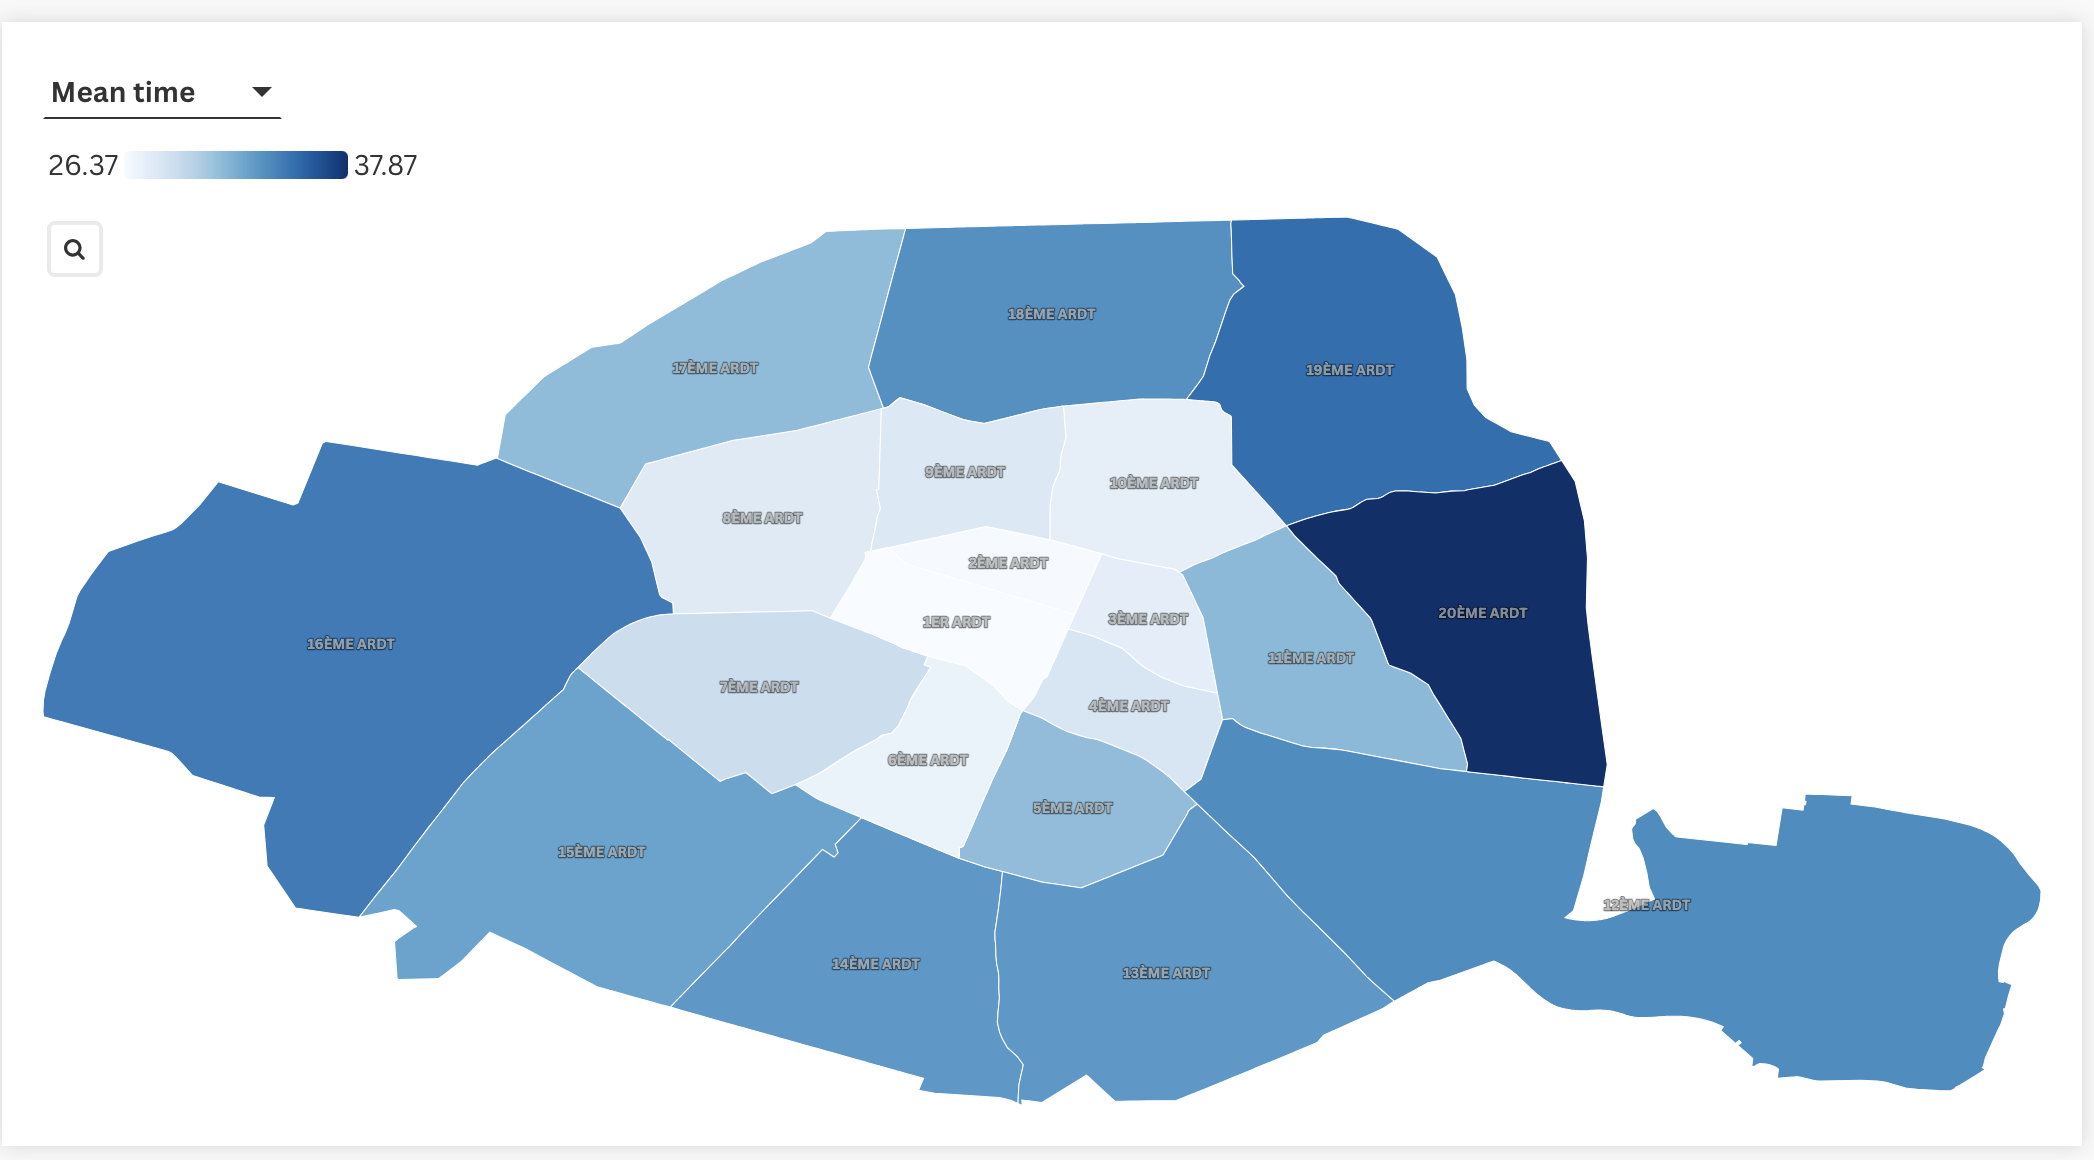 Mean time
26.37 37.87
18ÈME ARDT
17ÈME ARDT
19ÈME ARDT
9ÈME ARDT
10ÈME ARDT
8ÈME ARDT
2ÈME ARDT
20ÈME ARDT
3ÈME ARDT
1ER ARDT
16ÈME ARDT
11ÈME ARDT
7ÈME ARDT
4ÈME ARDT
6ÈME ARDT
5ÈME ARDT
15ÈME ARDT
12ÈME ARDT
14ÈME ARDT
13ÈME ARDT